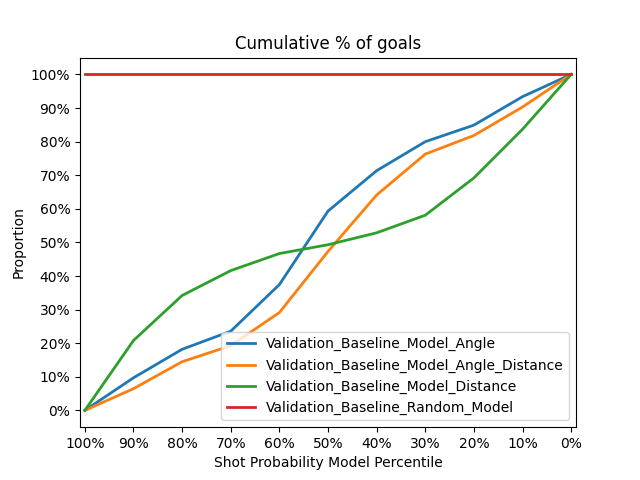 Cumulative % of goals
100%
90%
80%
70%
60%
50%
40%
30%
20%
10%
0%
Proportion
Validation_Baseline_Model_Angle
Validation_Baseline_Model_Angle_Distance
Validation_Baseline_Model_Distance
Validation_Baseline_Random_Model
100% 90% 80% 70% 60% 50% 40% 30% 20% 10% 0%
Shot Probability Model Percentile